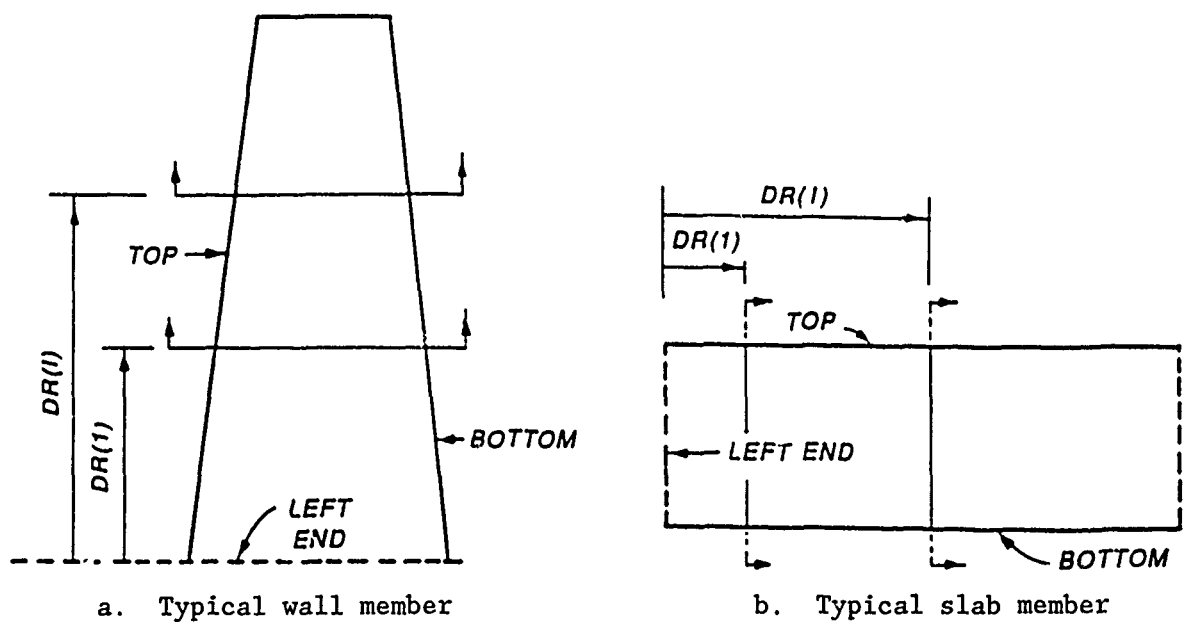 DR(I)
DR(1)
TOP
BOTTOM
LEFT
END
a. Typical wall member
DR(I)
DR(1)
TOP
LEFT END
BOTTOM
b. Typical slab member